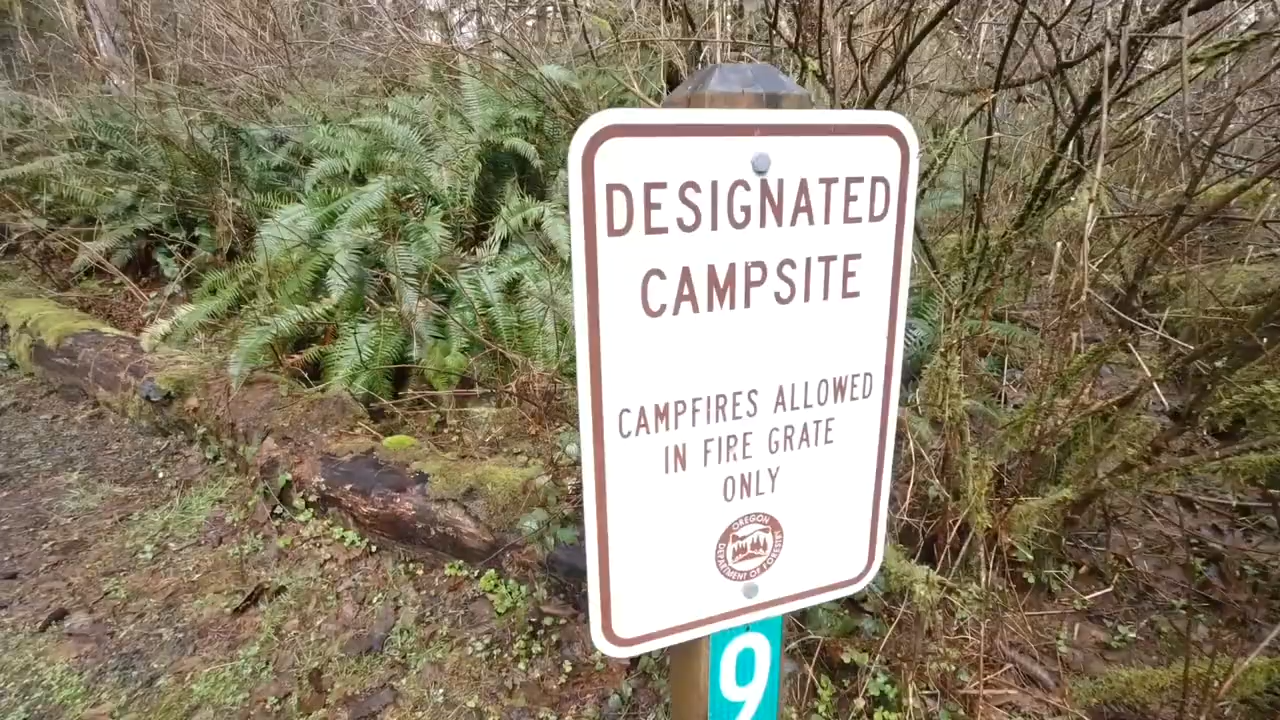 DESIGNATED
CAMPSITE
CAMPFIRES ALLOWED
IN FIRE GRATE
ONLY
OREGON
DEPARTMENT OF FORESTRY
9